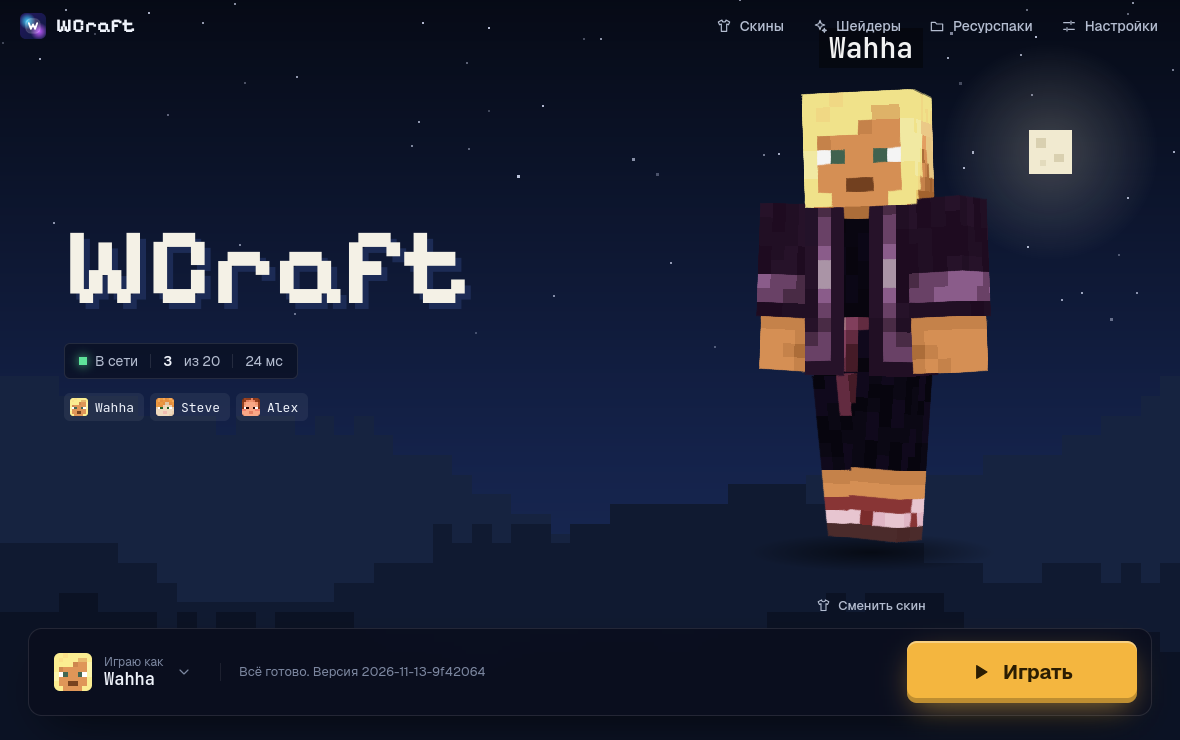 WCraft
Скины
Шейдеры
Ресурспаки
Настройки
Wahha
WCraft
В сети 3 из 20 24 мс
Wahha Steve Alex
Сменить скин
Играю как
Wahha
Всё готово. Версия 2026-11-13-9f42064
Играть